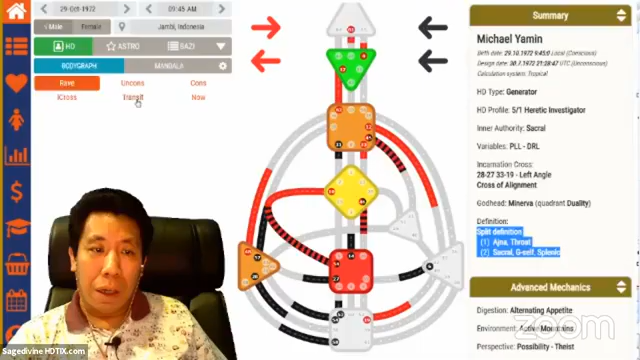 29-Oct-1972
09:45 AM
Male
Female
Jambi, Indonesia
HD
ASTRO
BAZI
BODYGRAPH
MANDALA
Rave
Uncons
Cons
iCross
Transit
Now
Summary
Michael Yamin
Birth date: 29.10.1972 9:45:0 Local (Conscious)
Design date: 30.7.1972 21:28:47 UTC (Unconscious)
Calculation system: Tropical
HD Type: Generator
HD Profile: 5/1 Heretic Investigator
Inner Authority: Sacral
Variables: PLL - DRL
Incarnation Cross:
28-27 33-19 - Left Angle
Cross of Alignment
Godhead: Minerva (quadrant Duality)
Definition:
Split definition
(1) Ajna, Throat
(2) Sacral, G-self, Splenic
Advanced Mechanics
Digestion: Alternating Appetite
Environment: Active Mountains
Perspective: Possibility - Theist
zoom
Sagedivine HDTIX.com